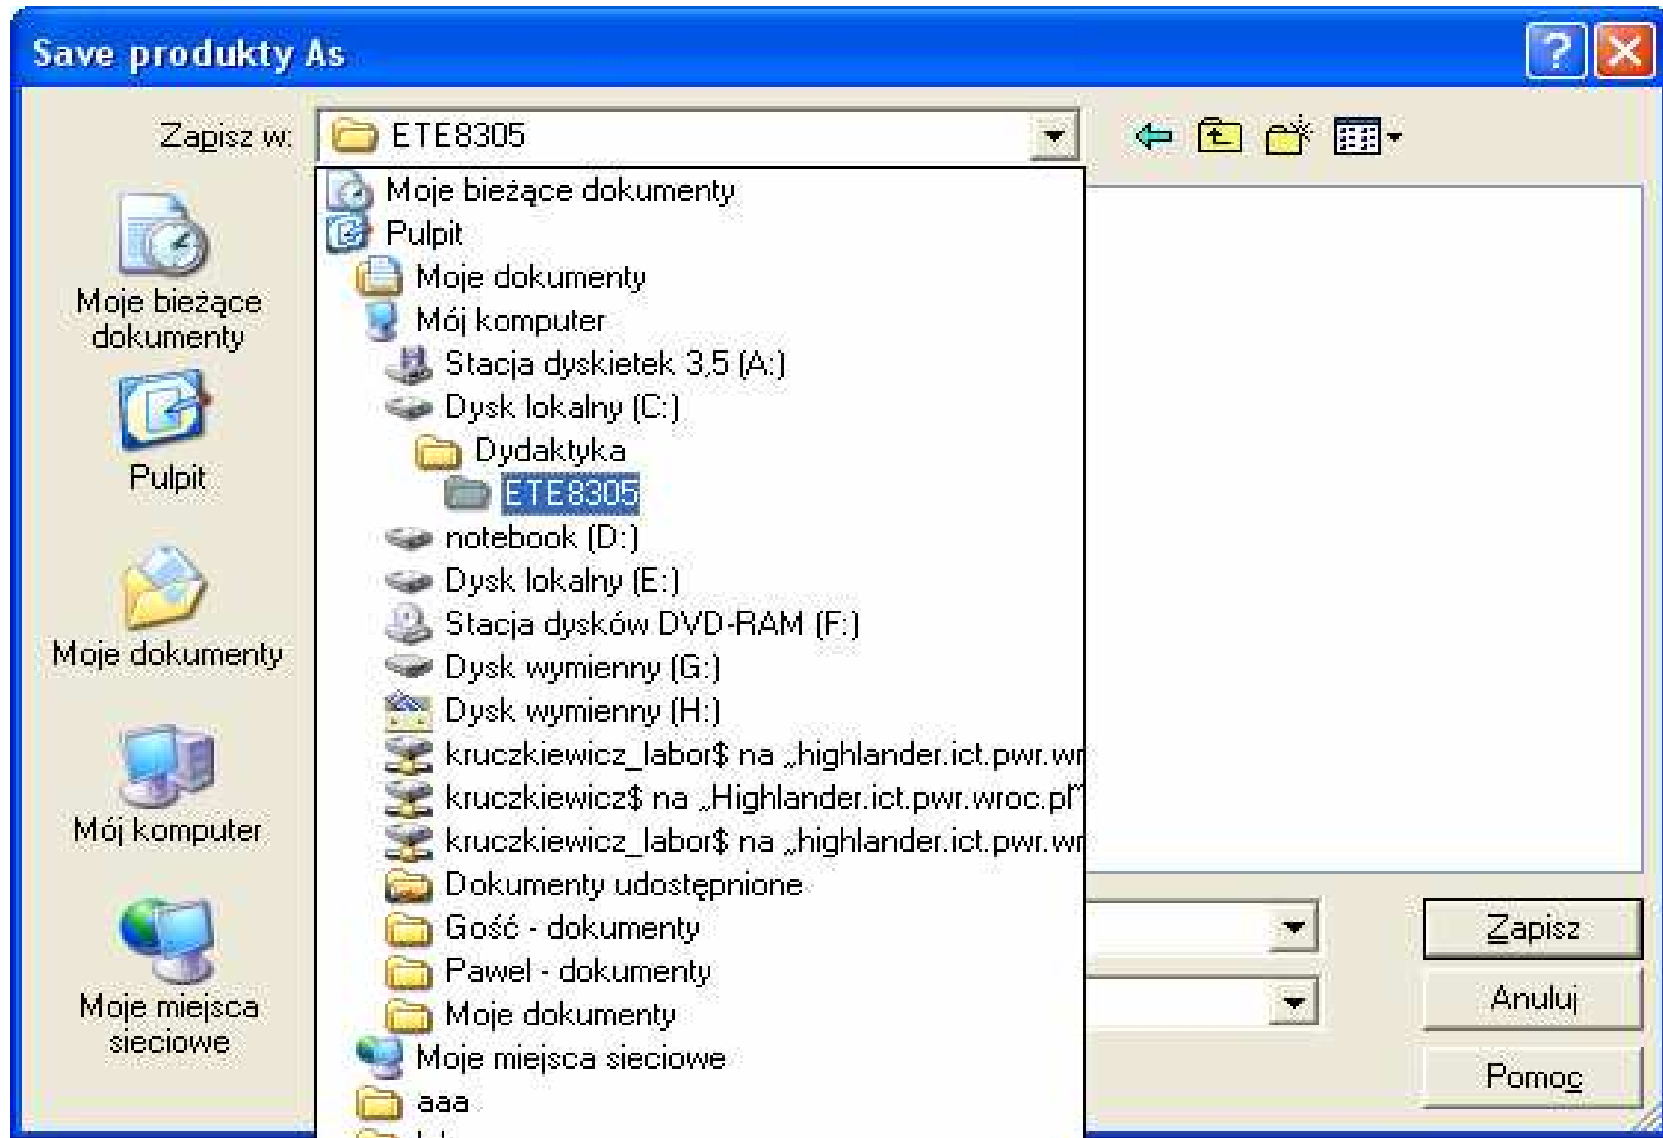 Save produkty As
Zapisz w:
ETE8305
Moje bieżące
dokumenty
Pulpit
Moje dokumenty
Mój komputer
Moje miejsca
sieciowe
Moje bieżące dokumenty
Pulpit
Moje dokumenty
Mój komputer
Stacja dyskietek 3,5 (A:)
Dysk lokalny (C:)
Dydaktyka
ETE8305
notebook (D:)
Dysk lokalny (E:)
Stacja dysków DVD-RAM (F:)
Dysk wymienny (G:)
Dysk wymienny (H:)
kruczkiewicz_labor$ na „highlander.ict.pwr.wr
kruczkiewicz$ na „Highlander.ict.pwr.wroc.pl”
kruczkiewicz_labor$ na „highlander.ict.pwr.wr
Dokumenty udostępnione
Gość - dokumenty
Pawel - dokumenty
Moje dokumenty
Moje miejsca sieciowe
aaa
Zapisz
Anuluj
Pomoc